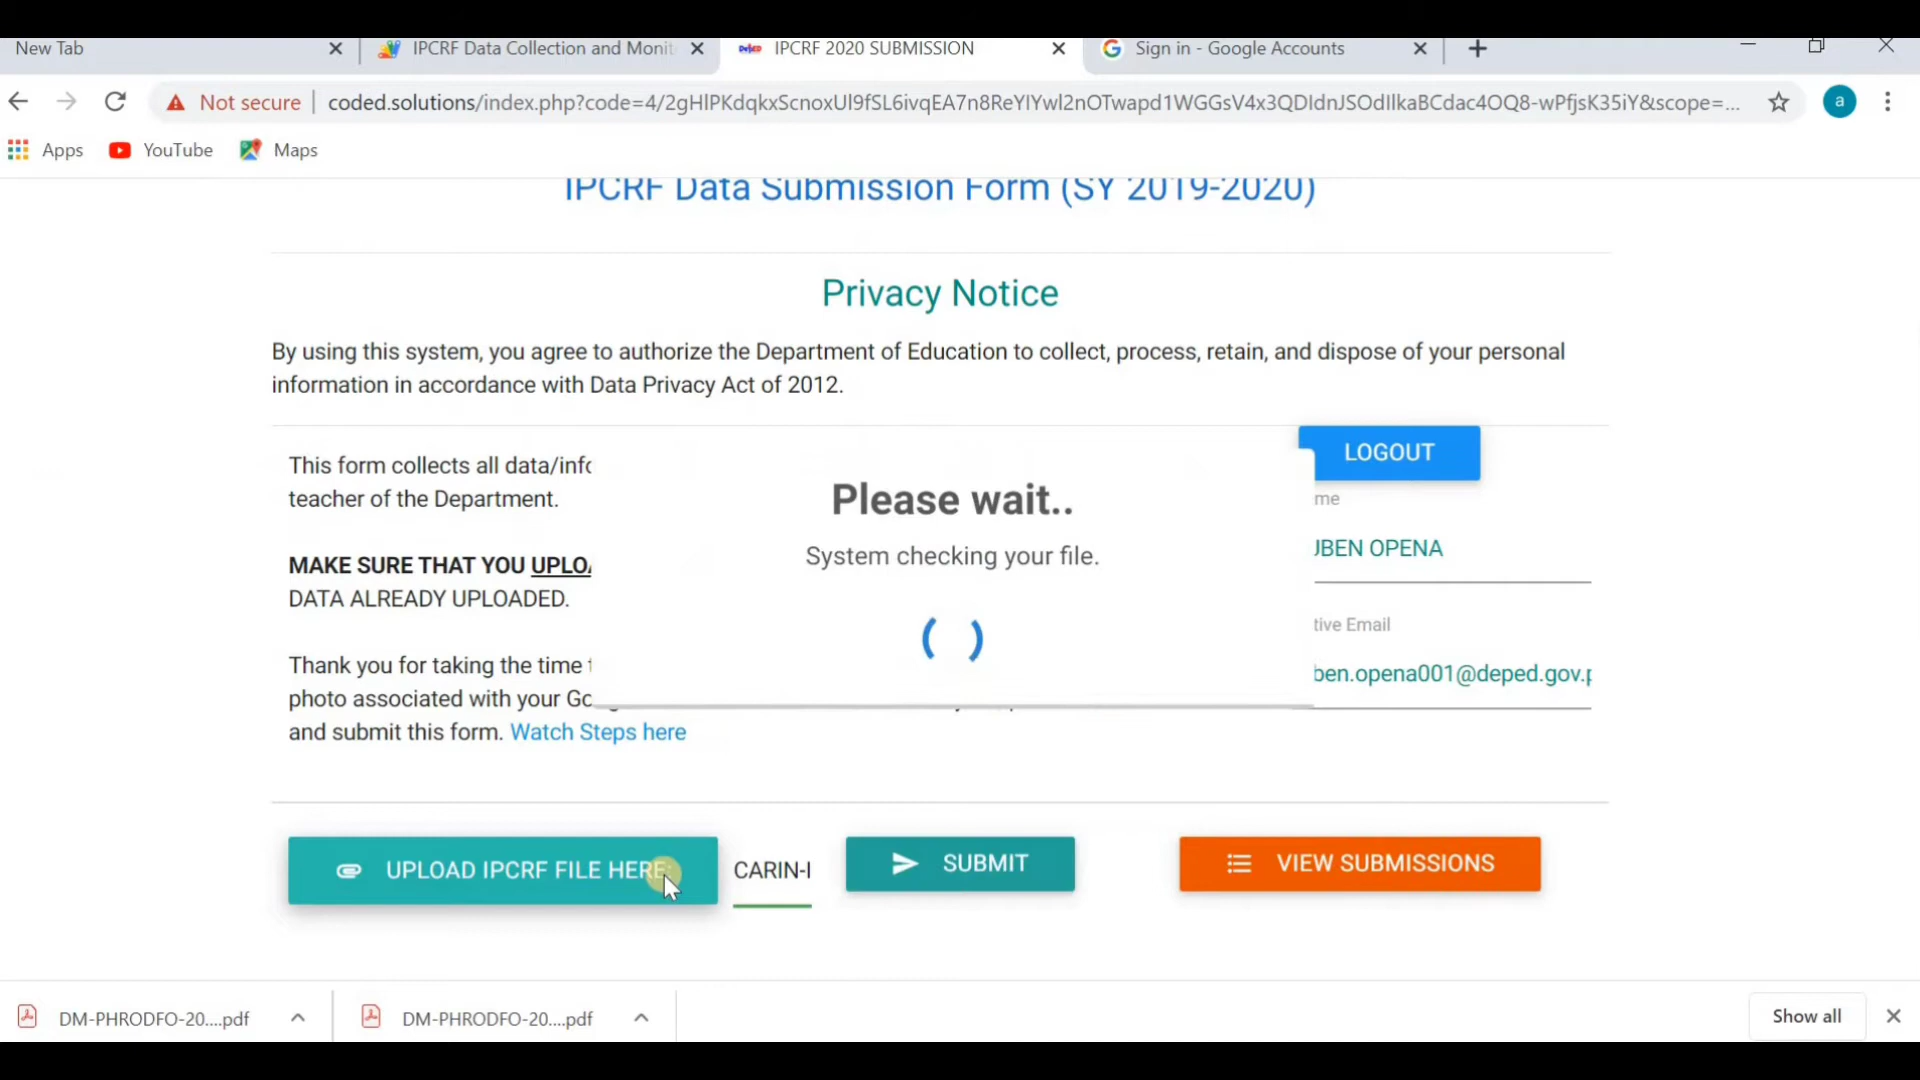 New Tab
IPCRF Data Collection and Monit
IPCRF 2020 SUBMISSION
Sign in - Google Accounts
Not secure
coded.solutions/index.php?code=4/2gHlPKdqkxScnoxUl9fSL6ivqEA7n8ReYIYwl2nOTwapd1WGGsV4x3QDIdnJSOdIlkaBCdac4OQ8-wPfjsK35iY&scope=...
a
Apps
YouTube
Maps
IPCRF Data Submission Form (SY 2019-2020)
Privacy Notice
By using this system, you agree to authorize the Department of Education to collect, process, retain, and dispose of your personal
information in accordance with Data Privacy Act of 2012.
LOGOUT
This form collects all data/info
teacher of the Department.
Please wait..
me
System checking your file.
UBEN OPENA
MAKE SURE THAT YOU UPLOA
DATA ALREADY UPLOADED.
tive Email
Thank you for taking the time t
ben.opena001@deped.gov.p
photo associated with your Goog
and submit this form. Watch Steps here
UPLOAD IPCRF FILE HERE:
CARIN-I
SUBMIT
VIEW SUBMISSIONS
DM-PHRODFO-20....pdf
DM-PHRODFO-20....pdf
Show all